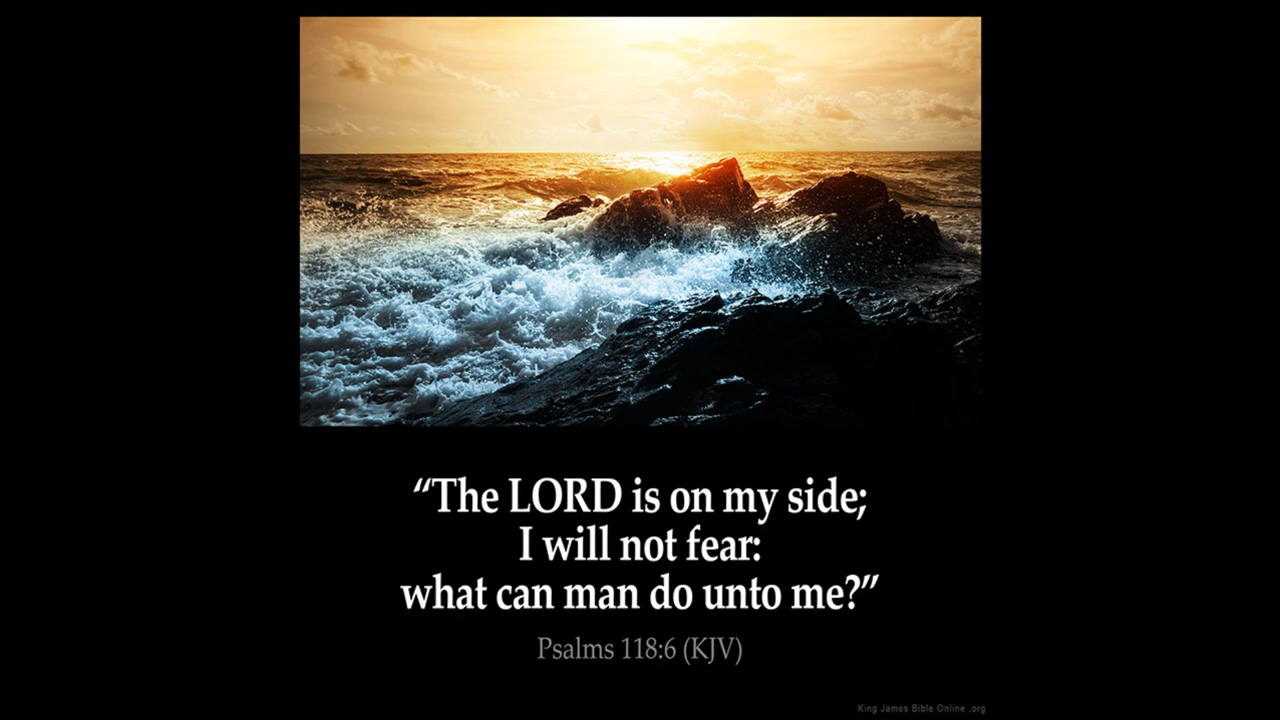 “The LORD is on my side;
I will not fear:
what can man do unto me?”
Psalms 118:6 (KJV)
King James Bible Online .org